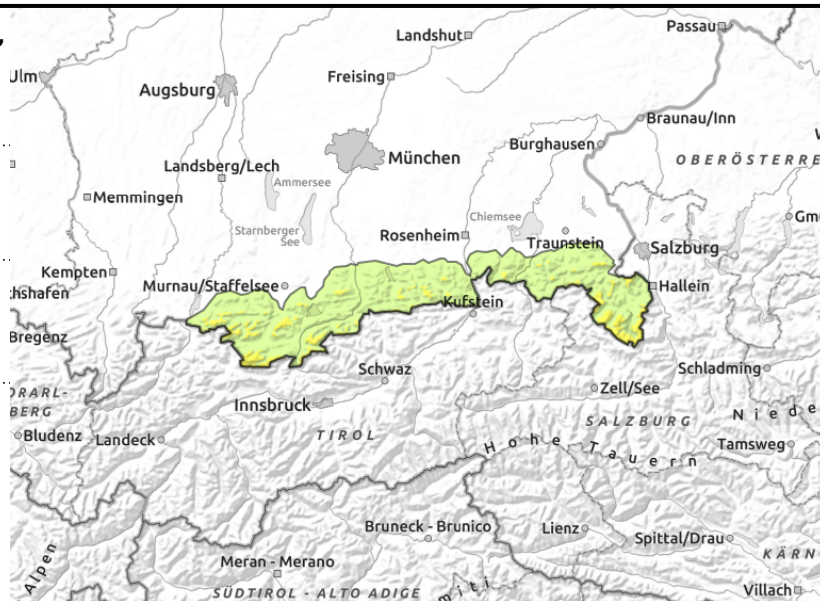 Passau
Landshut
Ulm
Freising
Augsburg
Braunau/Inn
Burghausen
München
OBERÖSTERRE
Landsberg/Lech
Ammersee
Memmingen
Chiemsee
Gmu
Starnberger
See
Rosenheim
Traunstein
Salzburg
Kempten
Murnau/Staffelsee
Hallein
chshafen
Kufstein
Bregenz
Schwaz
Schladming
Zell/See
ORARL-
BERG
Innsbruck
Niede
SALZBURG
Bludenz
Landeck
TIROL
Hohe Tauern
Tamsweg
Bruneck - Brunico
Lienz
Spittal/Drau
KÄRN
Alpen
Meran - Merano
SÜDTIROL - ALTO ADIGE
miti
Villach